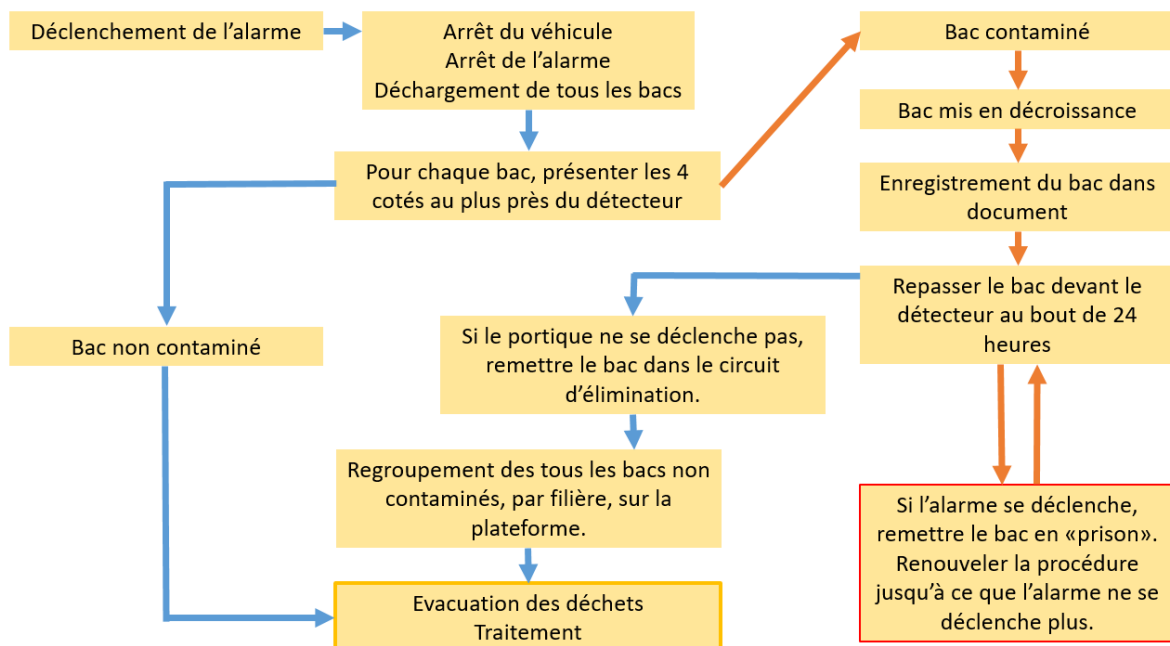 Déclenchement de l’alarme
Arrêt du véhicule
Arrêt de l’alarme
Déchargement de tous les bacs
Pour chaque bac, présenter les 4
cotés au plus près du détecteur
Bac contaminé
Bac mis en décroissance
Enregistrement du bac dans
document
Repasser le bac devant le
détecteur au bout de 24
heures
Bac non contaminé
Si le portique ne se déclenche pas,
remettre le bac dans le circuit
d’élimination.
Regroupement des tous les bacs non
contaminés, par filière, sur la
plateforme.
Si l’alarme se déclenche,
remettre le bac en «prison».
Renouveler la procédure
jusqu’à ce que l’alarme ne se
déclenche plus.
Evacuation des déchets
Traitement